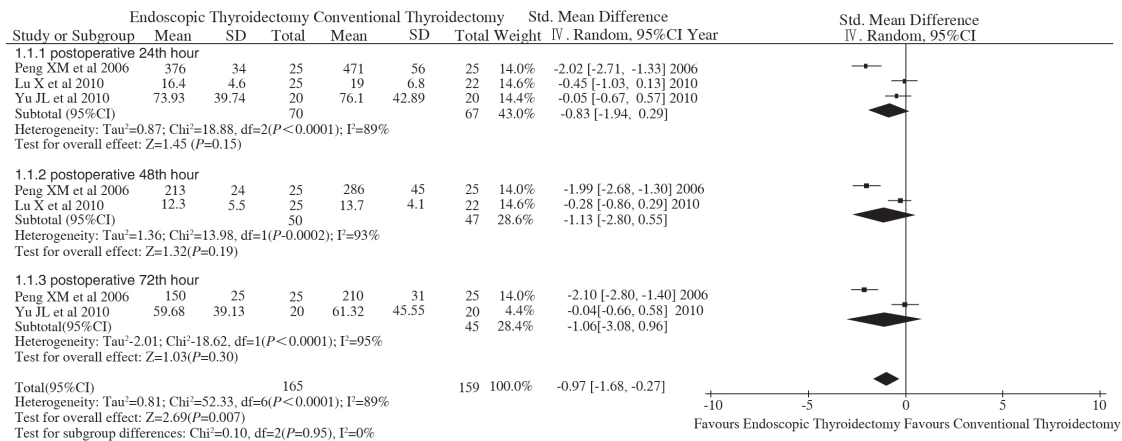 Endoscopic Thyroidectomy Conventional Thyroidectomy Std. Mean Difference Std. Mean Difference
Study or Subgroup Mean SD Total Mean SD Total Weight Ⅳ. Random, 95%CI Year Ⅳ. Random, 95%CI
1.1.1 postoperative 24th hour
Peng XM et al 2006 376 34 25 471 56 25 14.0% -2.02 [-2.71, -1.33] 2006
Lu X et al 2010 16.4 4.6 25 19 6.8 22 14.6% -0.45 [-1.03, 0.13] 2010
Yu JL et al 2010 73.93 39.74 20 76.1 42.89 20 14.4% -0.05 [-0.67, 0.57] 2010
Subtotal (95%CI) 70 67 43.0% -0.83 [-1.94, 0.29]
Heterogeneity: Tau²=0.87; Chi²=18.88, df=2(P<0.0001); I²=89%
Test for overall effect: Z=1.45 (P=0.15)
1.1.2 postoperative 48th hour
Peng XM et al 2006 213 24 25 286 45 25 14.0% -1.99 [-2.68, -1.30] 2006
Lu X et al 2010 12.3 5.5 25 13.7 4.1 22 14.6% -0.28 [-0.86, 0.29] 2010
Subtotal (95%CI) 50 47 28.6% -1.13 [-2.80, 0.55]
Heterogeneity: Tau²=1.36; Chi²=13.98, df=1(P-0.0002); I²=93%
Test for overall effect: Z=1.32(P=0.19)
1.1.3 postoperative 72th hour
Peng XM et al 2006 150 25 25 210 31 25 14.0% -2.10 [-2.80, -1.40] 2006
Yu JL et al 2010 59.68 39.13 20 61.32 45.55 20 4.4% -0.04[-0.66, 0.58] 2010
Subtotal(95%CI) 45 45 28.4% -1.06[-3.08, 0.96]
Heterogeneity: Tau²-2.01; Chi²-18.62, df=1(P<0.0001); I²=95%
Test for overall effect: Z=1.03(P=0.30)
Total(95%CI) 165 159 100.0% -0.97 [-1.68, -0.27]
Heterogeneity: Tau²=0.81; Chi²=52.33, df=6(P<0.0001); I²=89%
Test for overall effect: Z=2.69(P=0.007)
Test for subgroup differences: Chi²=0.10, df=2(P=0.95), I²=0%
-10 -5 0 5 10
Favours Endoscopic Thyroidectomy Favours Conventional Thyroidectomy